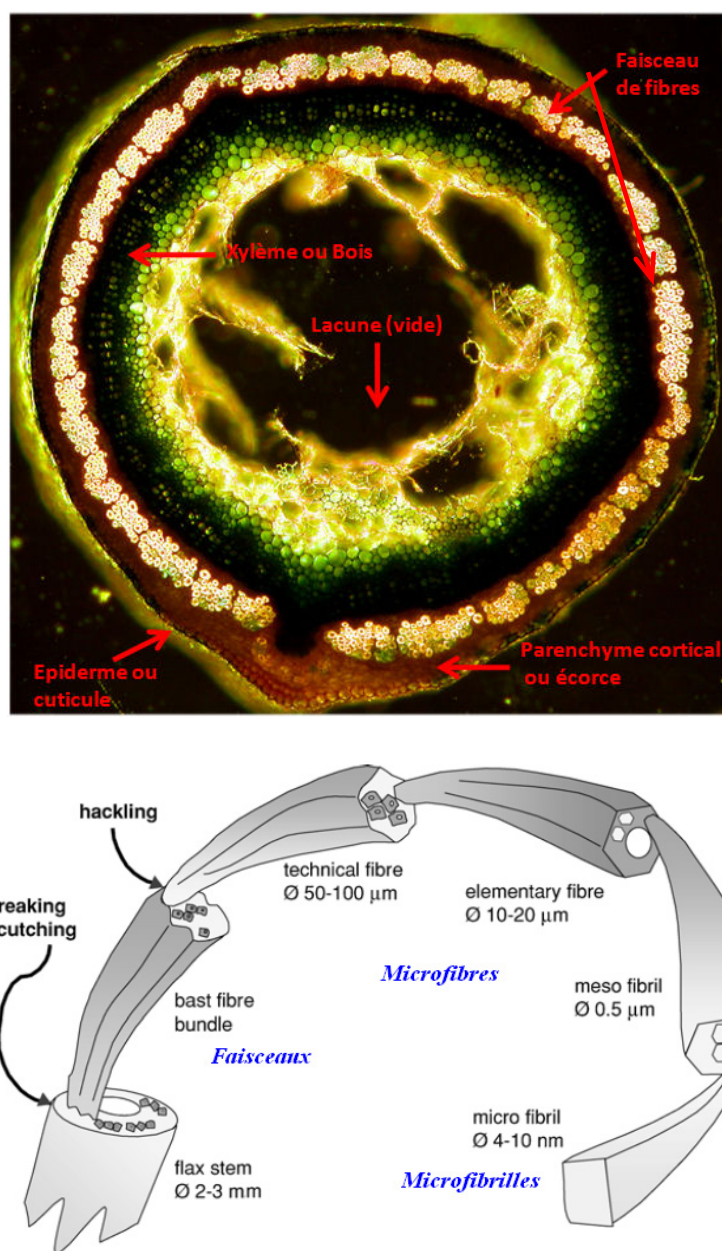 Faisceau
de fibres
Xylème ou Bois
Lacune (vide)
Epiderme ou
cuticule
Parenchyme cortical
ou écorce
hackling
technical fibre
Ø 50-100 µm
elementary fibre
Ø 10-20 µm
reaking
cutching
Microfibres
bast fibre
bundle
meso fibril
Ø 0.5 µm
Faisceaux
micro fibril
Ø 4-10 nm
flax stem
Ø 2-3 mm
Microfibrilles